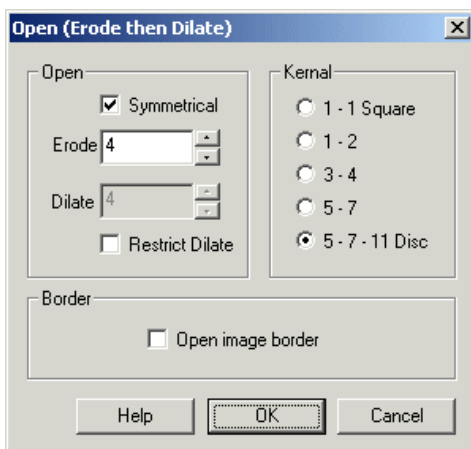 Open (Erode then Dilate)
Open
Symmetrical
Erode 4
Dilate 4
Restrict Dilate
Kernal
1 - 1 Square
1 - 2
3 - 4
5 - 7
5 - 7 - 11 Disc
Border
Open image border
Help OK Cancel